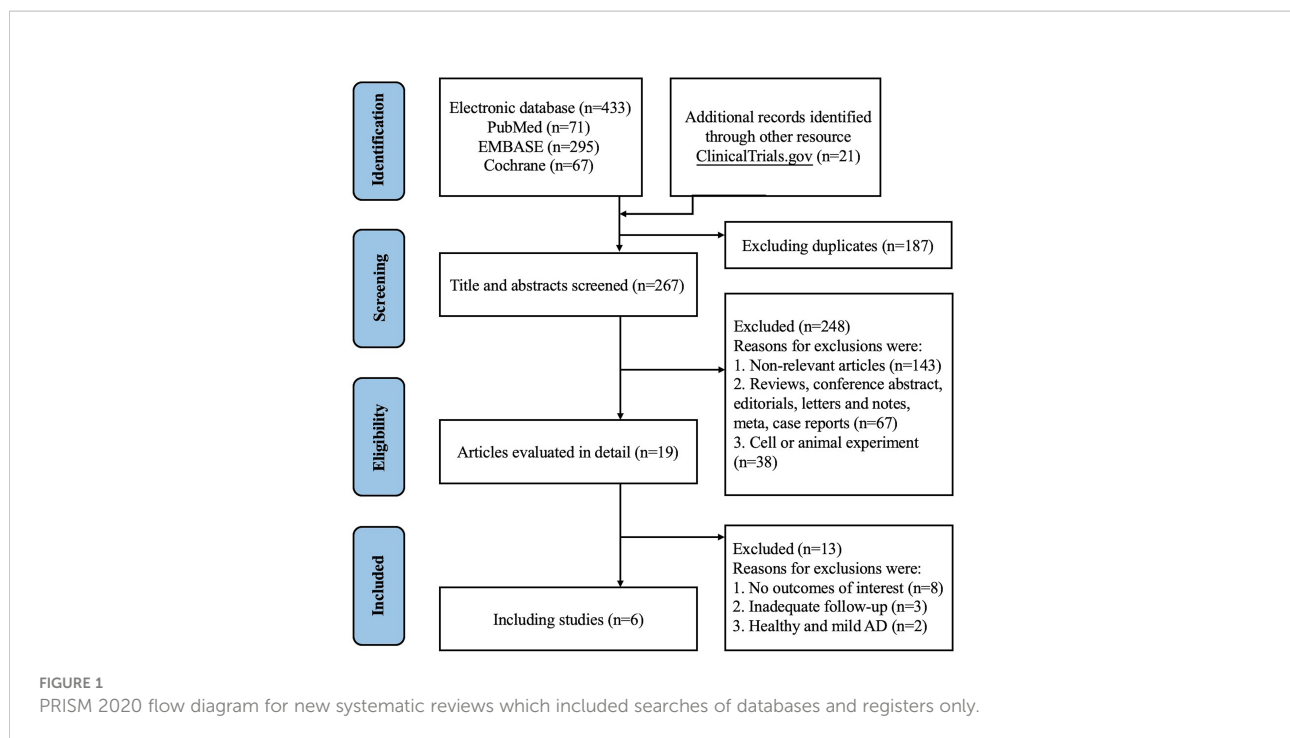 Identification
Electronic database (n=433)
PubMed (n=71)
EMBASE (n=295)
Cochrane (n=67)
Additional records identified
through other resource
ClinicalTrials.gov (n=21)
Excluding duplicates (n=187)
Screening
Title and abstracts screened (n=267)
Excluded (n=248)
Reasons for exclusions were:
1. Non-relevant articles (n=143)
2. Reviews, conference abstract,
editorials, letters and notes,
meta, case reports (n=67)
3. Cell or animal experiment
(n=38)
Eligibility
Articles evaluated in detail (n=19)
Excluded (n=13)
Reasons for exclusions were:
1. No outcomes of interest (n=8)
2. Inadequate follow-up (n=3)
3. Healthy and mild AD (n=2)
Included
Including studies (n=6)
FIGURE 1
PRISM 2020 flow diagram for new systematic reviews which included searches of databases and registers only.